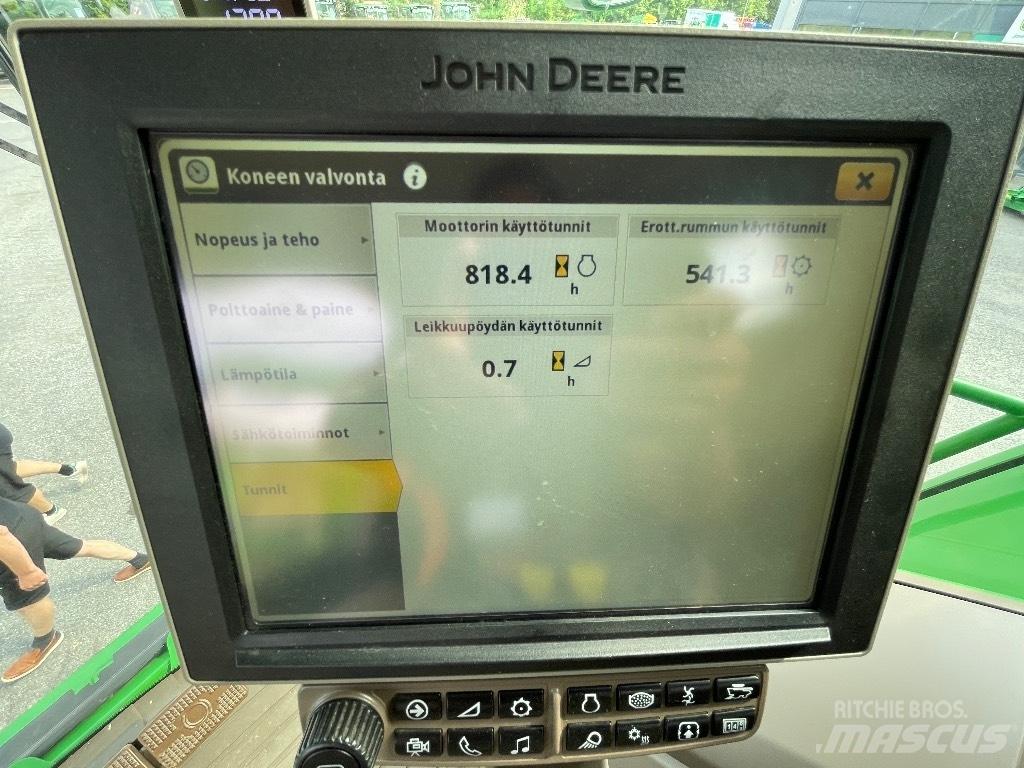 JOHN DEERE
Koneen valvonta
Nopeus ja teho
Polttoaine & paine
Lämpötila
Sähkötoiminnot
Tunnit
Moottorin käyttötunnit
818.4
h
Erott.rummun käyttötunnit
541.3
h
Leikkuupöydän käyttötunnit
0.7
h
RITCHIE BROS.
MASCUS